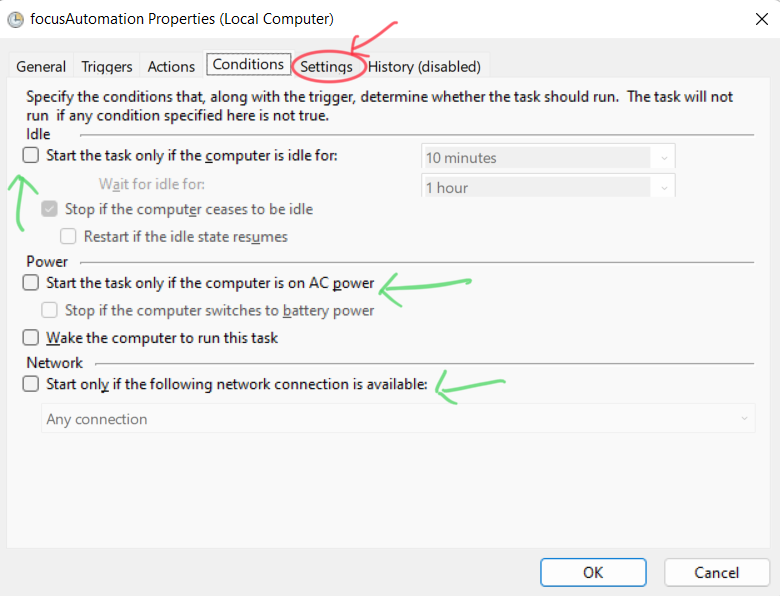 focusAutomation Properties (Local Computer)
General Triggers Actions Conditions Settings History (disabled)
Specify the conditions that, along with the trigger, determine whether the task should run. The task will not
run if any condition specified here is not true.
Idle
Start the task only if the computer is idle for: 10 minutes
Wait for idle for: 1 hour
Stop if the computer ceases to be idle
Restart if the idle state resumes
Power
Start the task only if the computer is on AC power
Stop if the computer switches to battery power
Wake the computer to run this task
Network
Start only if the following network connection is available:
Any connection
OK Cancel